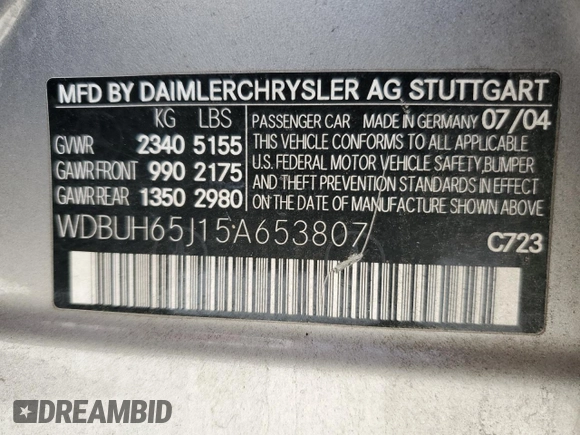 MFD BY DAIMLERCHRYSLER AG STUTTGART
KG LBS
GVWR 2340 5155
GAWR FRONT 990 2175
GAWR REAR 1350 2980
PASSENGER CAR MADE IN GERMANY 07/04
THIS VEHICLE CONFORMS TO ALL APPLICABLE
U.S. FEDERAL MOTOR VEHICLE SAFETY, BUMPER
AND THEFT PREVENTION STANDARDS IN EFFECT
ON THE DATE OF MANUFACTURE SHOWN ABOVE.
WDBUH65J15A653807
C723
DREAMBID